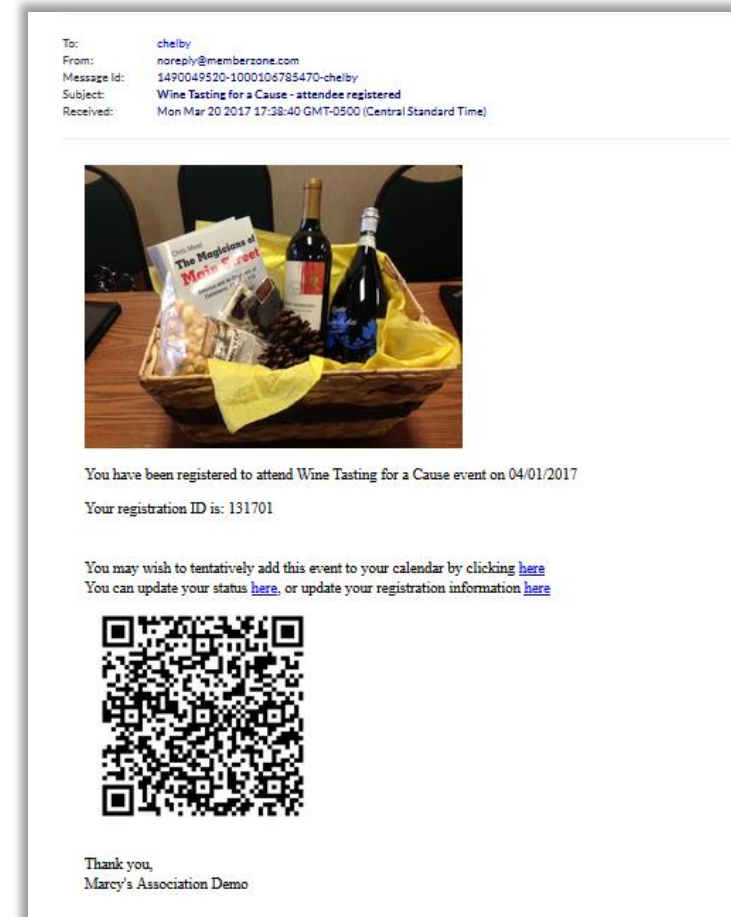 To: chelby
From: noreply@memberzone.com
Message Id: 1490049520-1000106785470-chelby
Subject: Wine Tasting for a Cause - attendee registered
Received: Mon Mar 20 2017 17:38:40 GMT-0500 (Central Standard Time)
The Magicians of
Main Street
You have been registered to attend Wine Tasting for a Cause event on 04/01/2017
Your registration ID is: 131701
You may wish to tentatively add this event to your calendar by clicking here
You can update your status here, or update your registration information here
Thank you,
Marcy's Association Demo